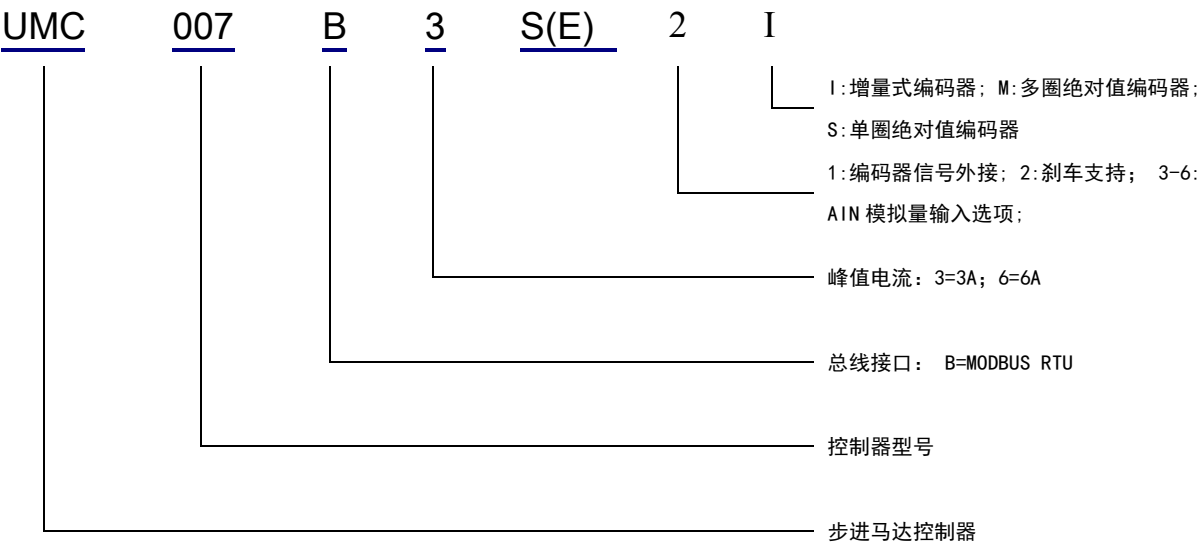 UMC 007 B 3 S(E) 2 I
I:增量式编码器; M:多圈绝对值编码器;
S:单圈绝对值编码器
1:编码器信号外接; 2:刹车支持; 3-6:
AIN 模拟量输入选项;
峰值电流: 3=3A; 6=6A
总线接口: B=MODBUS RTU
控制器型号
步进马达控制器